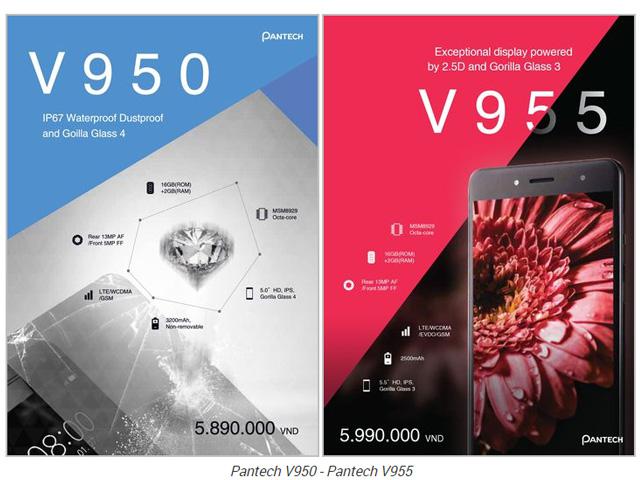 PANTECH
V950
IP67 Waterproof Dustproof
and Goilla Glass 4
16GB(ROM)
+2GB(RAM)
MSM8929
Octa-core
Rear 13MP AF
/Front 5MP FF
LTE/WCDMA
/GSM
5.0" HD, IPS,
Gorilla Glass 4
3200mAh,
Non-removable
08:00
5.890.000 VND
Exceptional display powered
by 2.5D and Gorilla Glass 3
V955
MSM8929
Octa-core
16GB(ROM)
+2GB(RAM)
Rear 13MP AF
/Front 5MP FF
LTE/WCDMA
/EVDO/GSM
2500mAh
5.5" HD, IPS,
Gorilla Glass 3
5.990.000 VND
PANTECH
Pantech V950 - Pantech V955